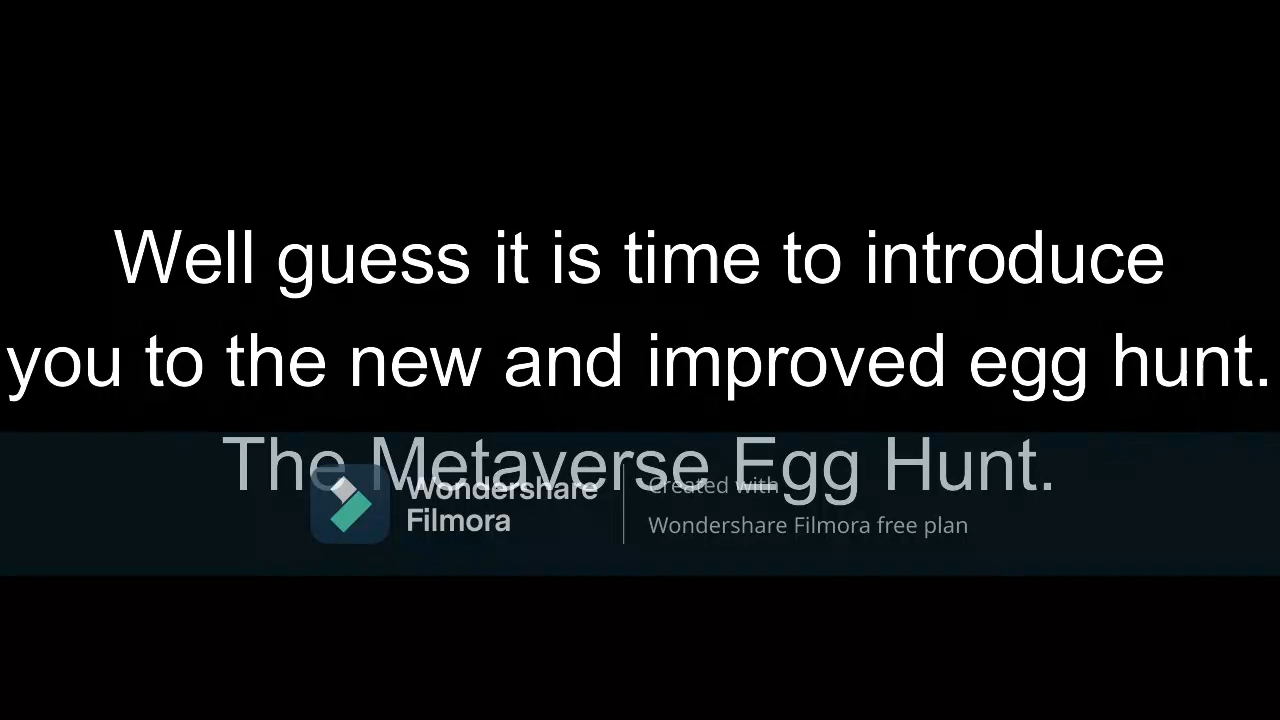 Well guess it is time to introduce
you to the new and improved egg hunt.
The Metaverse Egg Hunt.
Wondershare
Filmora
Created with
Wondershare Filmora free plan